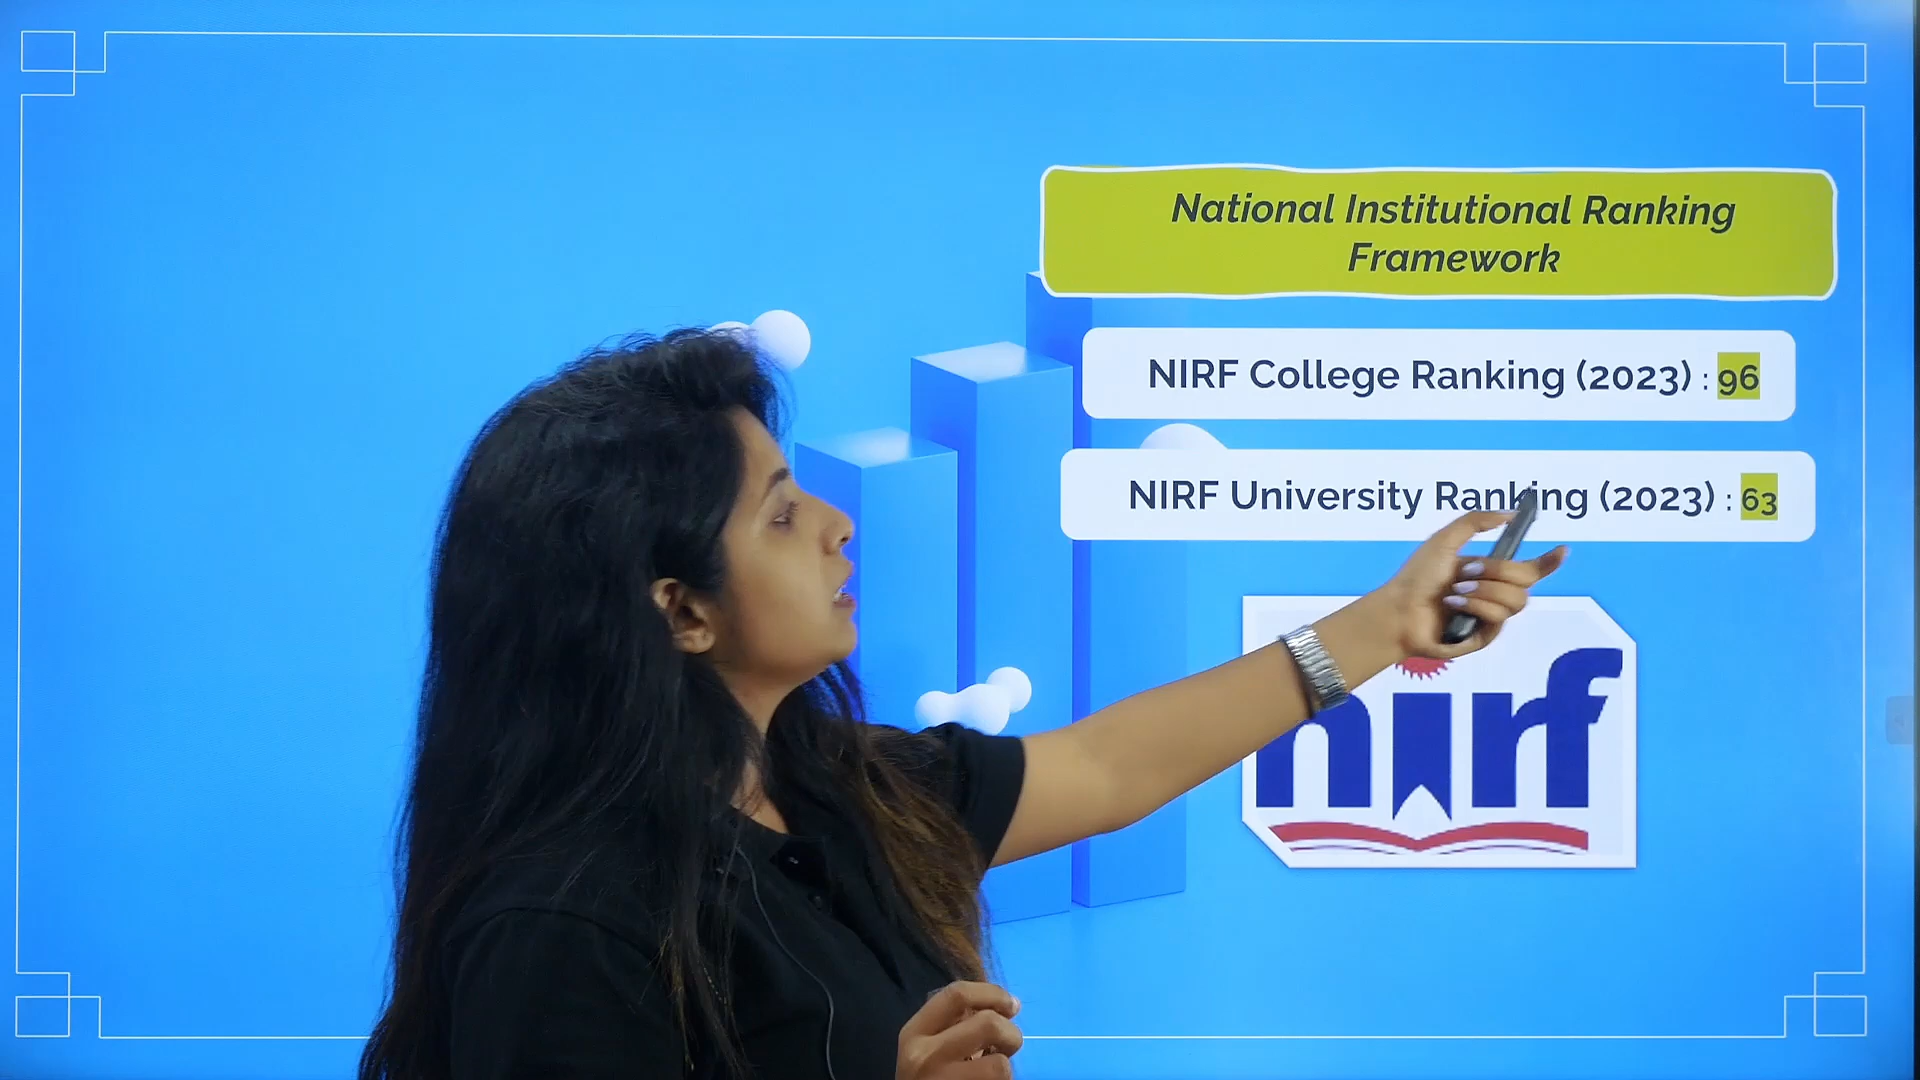 National Institutional Ranking
Framework
NIRF College Ranking (2023) : 96
NIRF University Ranking (2023) : 63
nirf